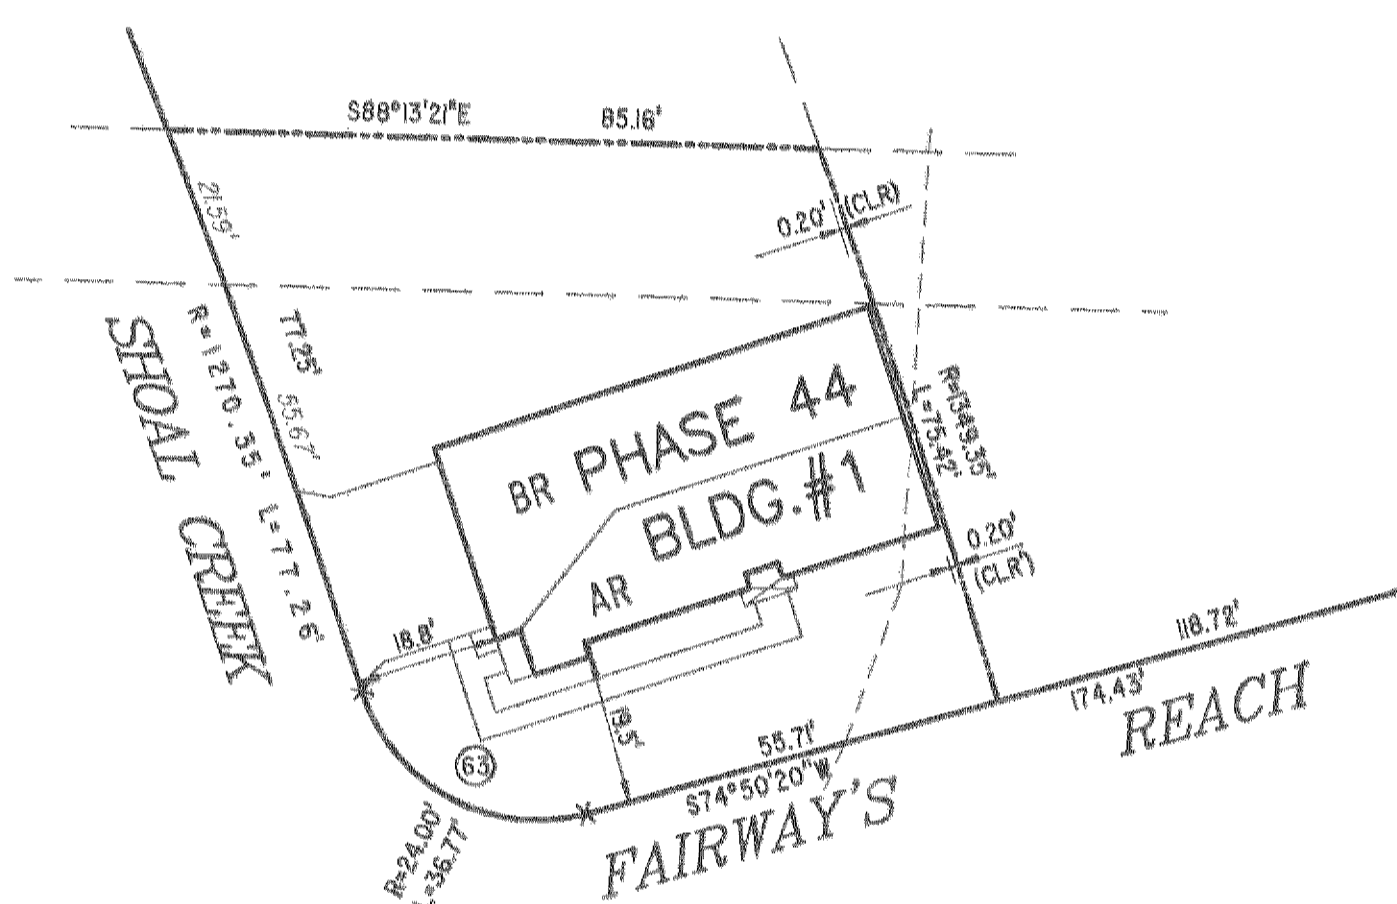 S88°13'21"E 85.16'
21.59'
0.20' (CLR)
R=1270.35' L=77.26'
77.25'
55.67'
SHOAL CREEK
BR PHASE 44
BLDG.#1
AR
R=1349.35'
L=75.42'
0.20'
(CLR)
18.8'
19.5'
63
118.72'
174.43'
55.71'
S74°50'20"W
FAIRWAY'S REACH
R=24.00'
L=36.77'